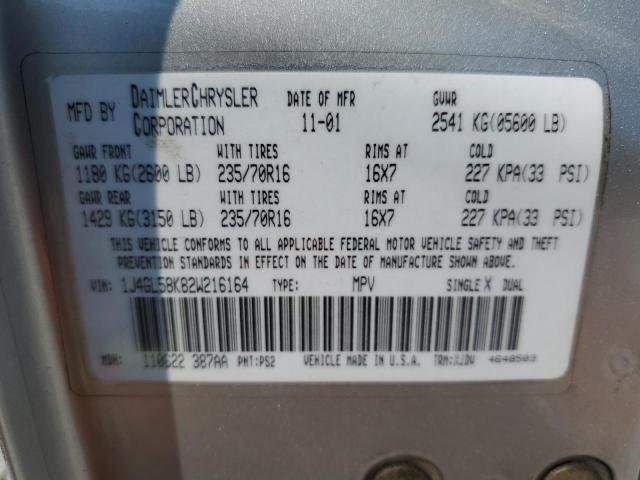 MFD BY DAIMLERCHRYSLER CORPORATION DATE OF MFR 11-01 GVWR 2541 KG(05600 LB)
GAWR FRONT WITH TIRES RIMS AT COLD
1180 KG(2600 LB) 235/70R16 16X7 227 KPA(33 PSI)
GAWR REAR WITH TIRES RIMS AT COLD
1429 KG(3150 LB) 235/70R16 16X7 227 KPA(33 PSI)
THIS VEHICLE CONFORMS TO ALL APPLICABLE FEDERAL MOTOR VEHICLE SAFETY AND THEFT
PREVENTION STANDARDS IN EFFECT ON THE DATE OF MANUFACTURE SHOWN ABOVE.
VIN: 1J4GL58K82W216164 TYPE: MPV SINGLE X DUAL
MDH: 110622 387AA PNT:PS2 VEHICLE MADE IN U.S.A. TRM: 4648503